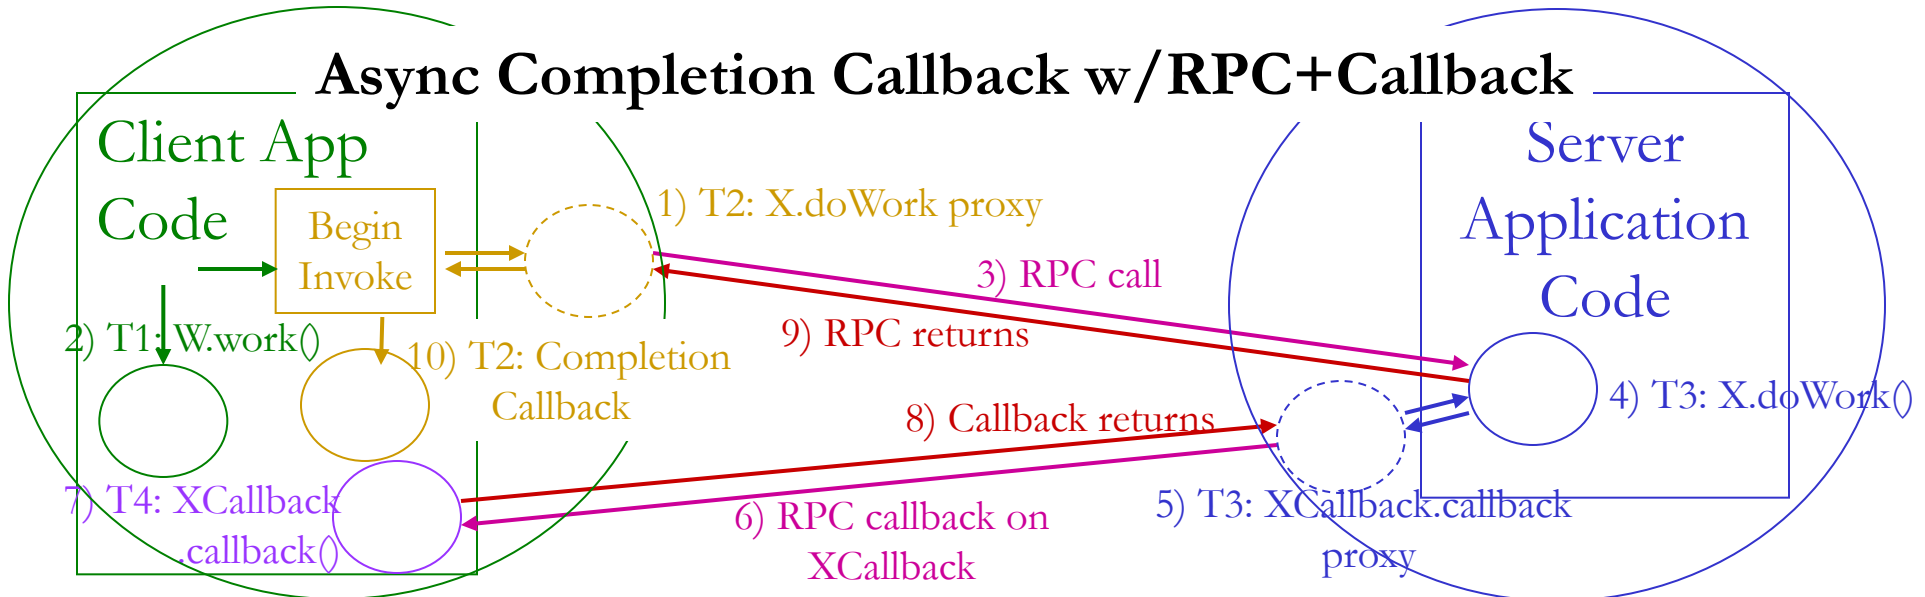 Async Completion Callback w/RPC+Callback
Client App
Code
Begin
Invoke
1) T2: X.doWork proxy
2) T1: W.work()
3) RPC call
Server
Application
Code
4) T3: X.doWork()
5) T3: XCallback.callback
proxy
6) RPC callback on
XCallback
7) T4: XCallback
.callback()
8) Callback returns
9) RPC returns
10) T2: Completion
Callback